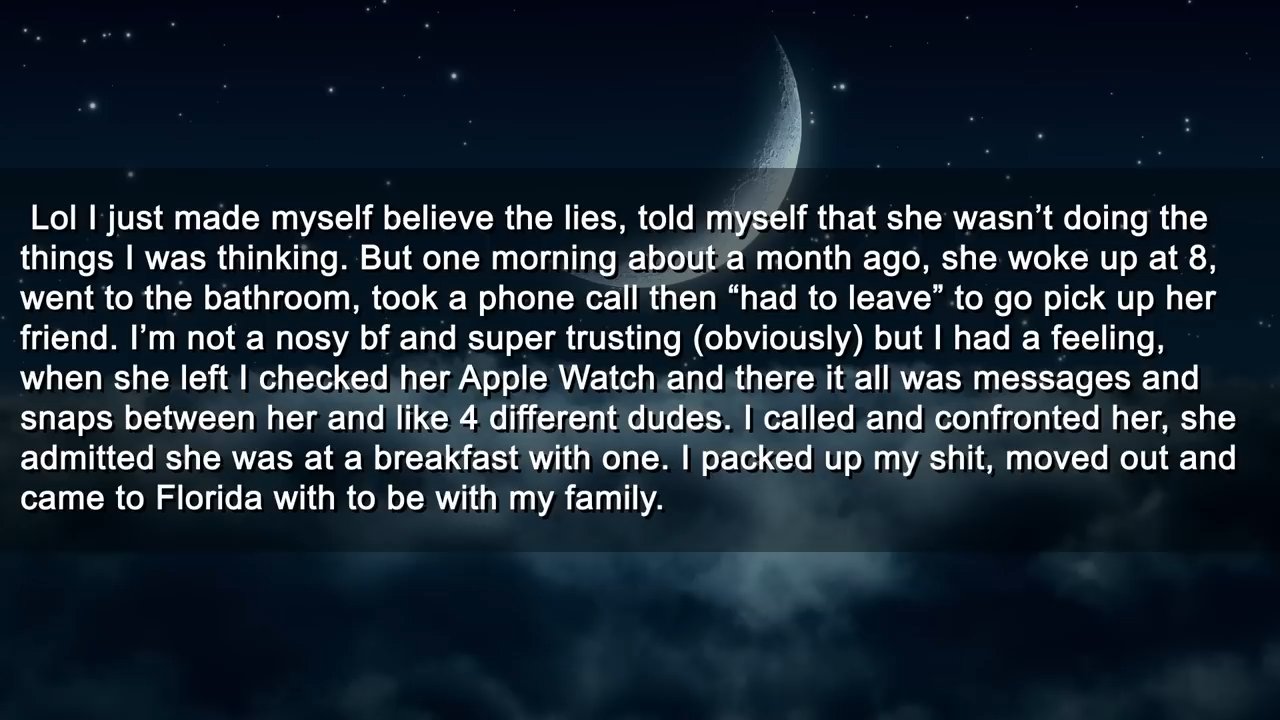 Lol I just made myself believe the lies, told myself that she wasn’t doing the
things I was thinking. But one morning about a month ago, she woke up at 8,
went to the bathroom, took a phone call then “had to leave” to go pick up her
friend. I’m not a nosy bf and super trusting (obviously) but I had a feeling,
when she left I checked her Apple Watch and there it all was messages and
snaps between her and like 4 different dudes. I called and confronted her, she
admitted she was at a breakfast with one. I packed up my shit, moved out and
came to Florida with to be with my family.